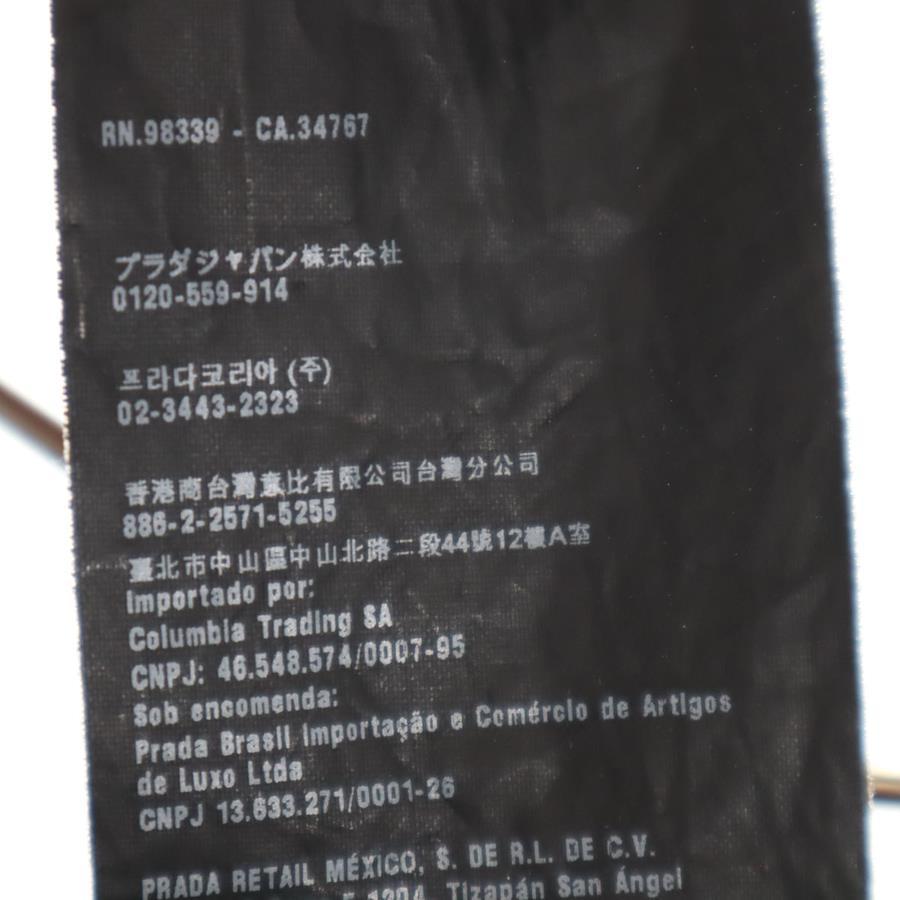 RN.98339 - CA.34767
プラダジャパン株式会社
0120-559-914
프라다코리아 (주)
02-3443-2323
香港商台灣意比有限公司台灣分公司
886-2-2571-5255
臺北市中山區中山北路二段44號12樓A室
Importado por:
Columbia Trading SA
CNPJ: 46.548.574/0007-95
Sob encomenda:
Prada Brasil Importação e Comércio de Artigos
de Luxo Ltda
CNPJ 13.633.271/0001-26
PRADA RETAIL MÉXICO, S. DE R.L. DE C.V.
1204, Tizapán San Ángel